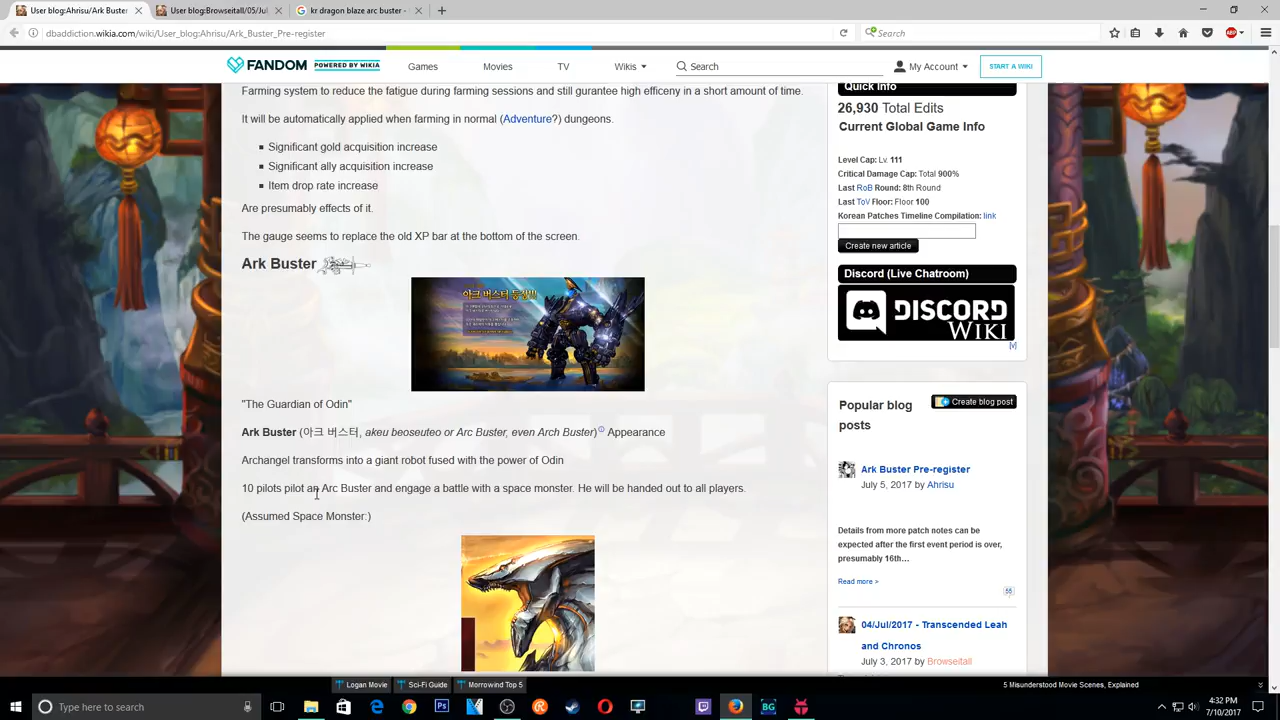 User blog:Ahrisu/Ark_Buster_P
User_blog:Browseitall/05/Jul
kr dragon blaze arc buster -
dbaddiction.wikia.com/wiki/User_blog:Ahrisu/Ark_Buster_Pre-register
Search
FANDOM
POWERED BY WIKIA
Games
Movies
TV
Wikis
Search
My Account
START A WIKI
Farming system to reduce the fatigue during farming sessions and still gurantee high efficeny in a short amount of time.
It will be automatically applied when farming in normal (Adventure?) dungeons.
Significant gold acquisition increase
Significant ally acquisition increase
Item drop rate increase
Are presumably effects of it.
The gauge seems to replace the old XP bar at the bottom of the screen.
Ark Buster
아크 버스터 등장!!!
"The Guardian of Odin"
Ark Buster (아크 버스터, akeu beoseuteo or Arc Buster, even Arch Buster) Appearance
Archangel transforms into a giant robot fused with the power of Odin
10 pilots pilot an Arc Buster and engage a battle with a space monster. He will be handed out to all players.
(Assumed Space Monster:)
Quick Info
26,930 Total Edits
Current Global Game Info
Level Cap: Lv. 111
Critical Damage Cap: Total 900%
Last RoB Round: 8th Round
Last ToV Floor: Floor 100
Korean Patches Timeline Compilation: link
Create new article
Discord (Live Chatroom)
DISCORD
WIKI
[v]
Popular blog posts
Create blog post
Ark Buster Pre-register
July 5, 2017 by Ahrisu
Details from more patch notes can be
expected after the first event period is over,
presumably 16th…
Read more >
04/Jul/2017 - Transcended Leah
and Chronos
July 3, 2017 by Browseitall
Logan Movie
Sci-Fi Guide
Morrowind Top 5
5 Misunderstood Movie Scenes, Explained
Type here to search
4:32 PM
7/10/2017